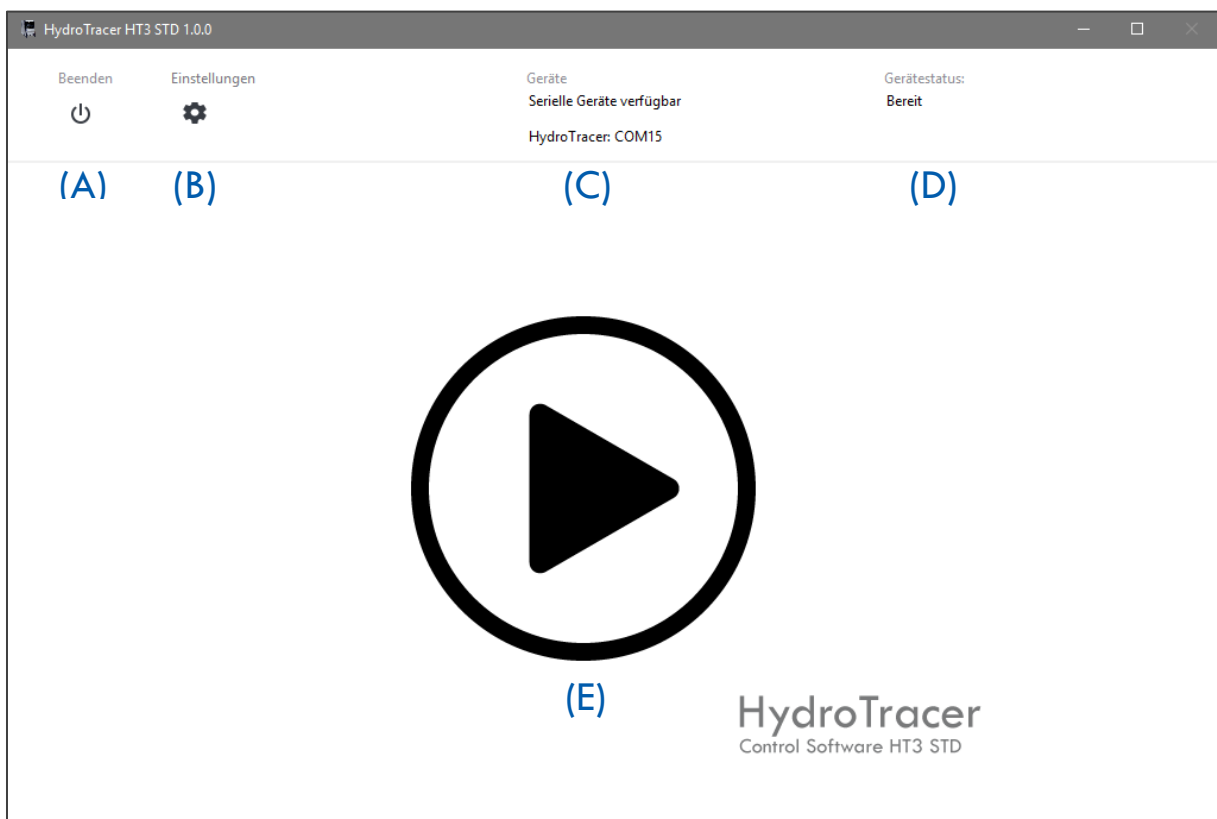 HydroTracer HT3 STD 1.0.0
Beenden
Einstellungen
Geräte
Gerätestatus:
Serielle Geräte verfügbar
Bereit
HydroTracer: COM15
(A)
(B)
(C)
(D)
(E)
HydroTracer
Control Software HT3 STD